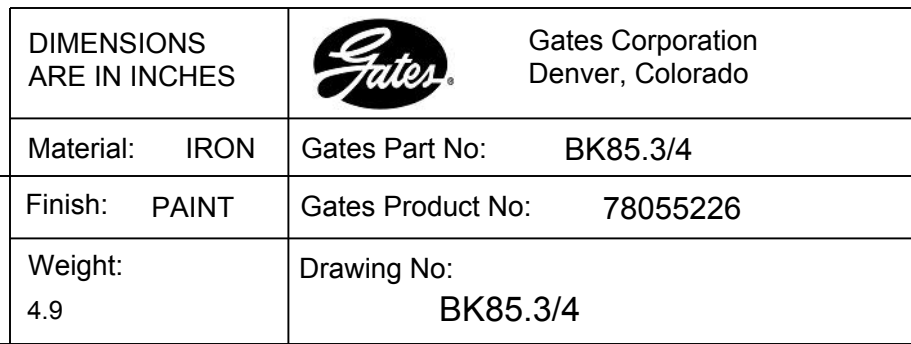 DIMENSIONS
ARE IN INCHES
Gates®
Gates Corporation
Denver, Colorado
Material: IRON
Gates Part No: BK85.3/4
Finish: PAINT
Gates Product No: 78055226
Weight:
4.9
Drawing No:
BK85.3/4